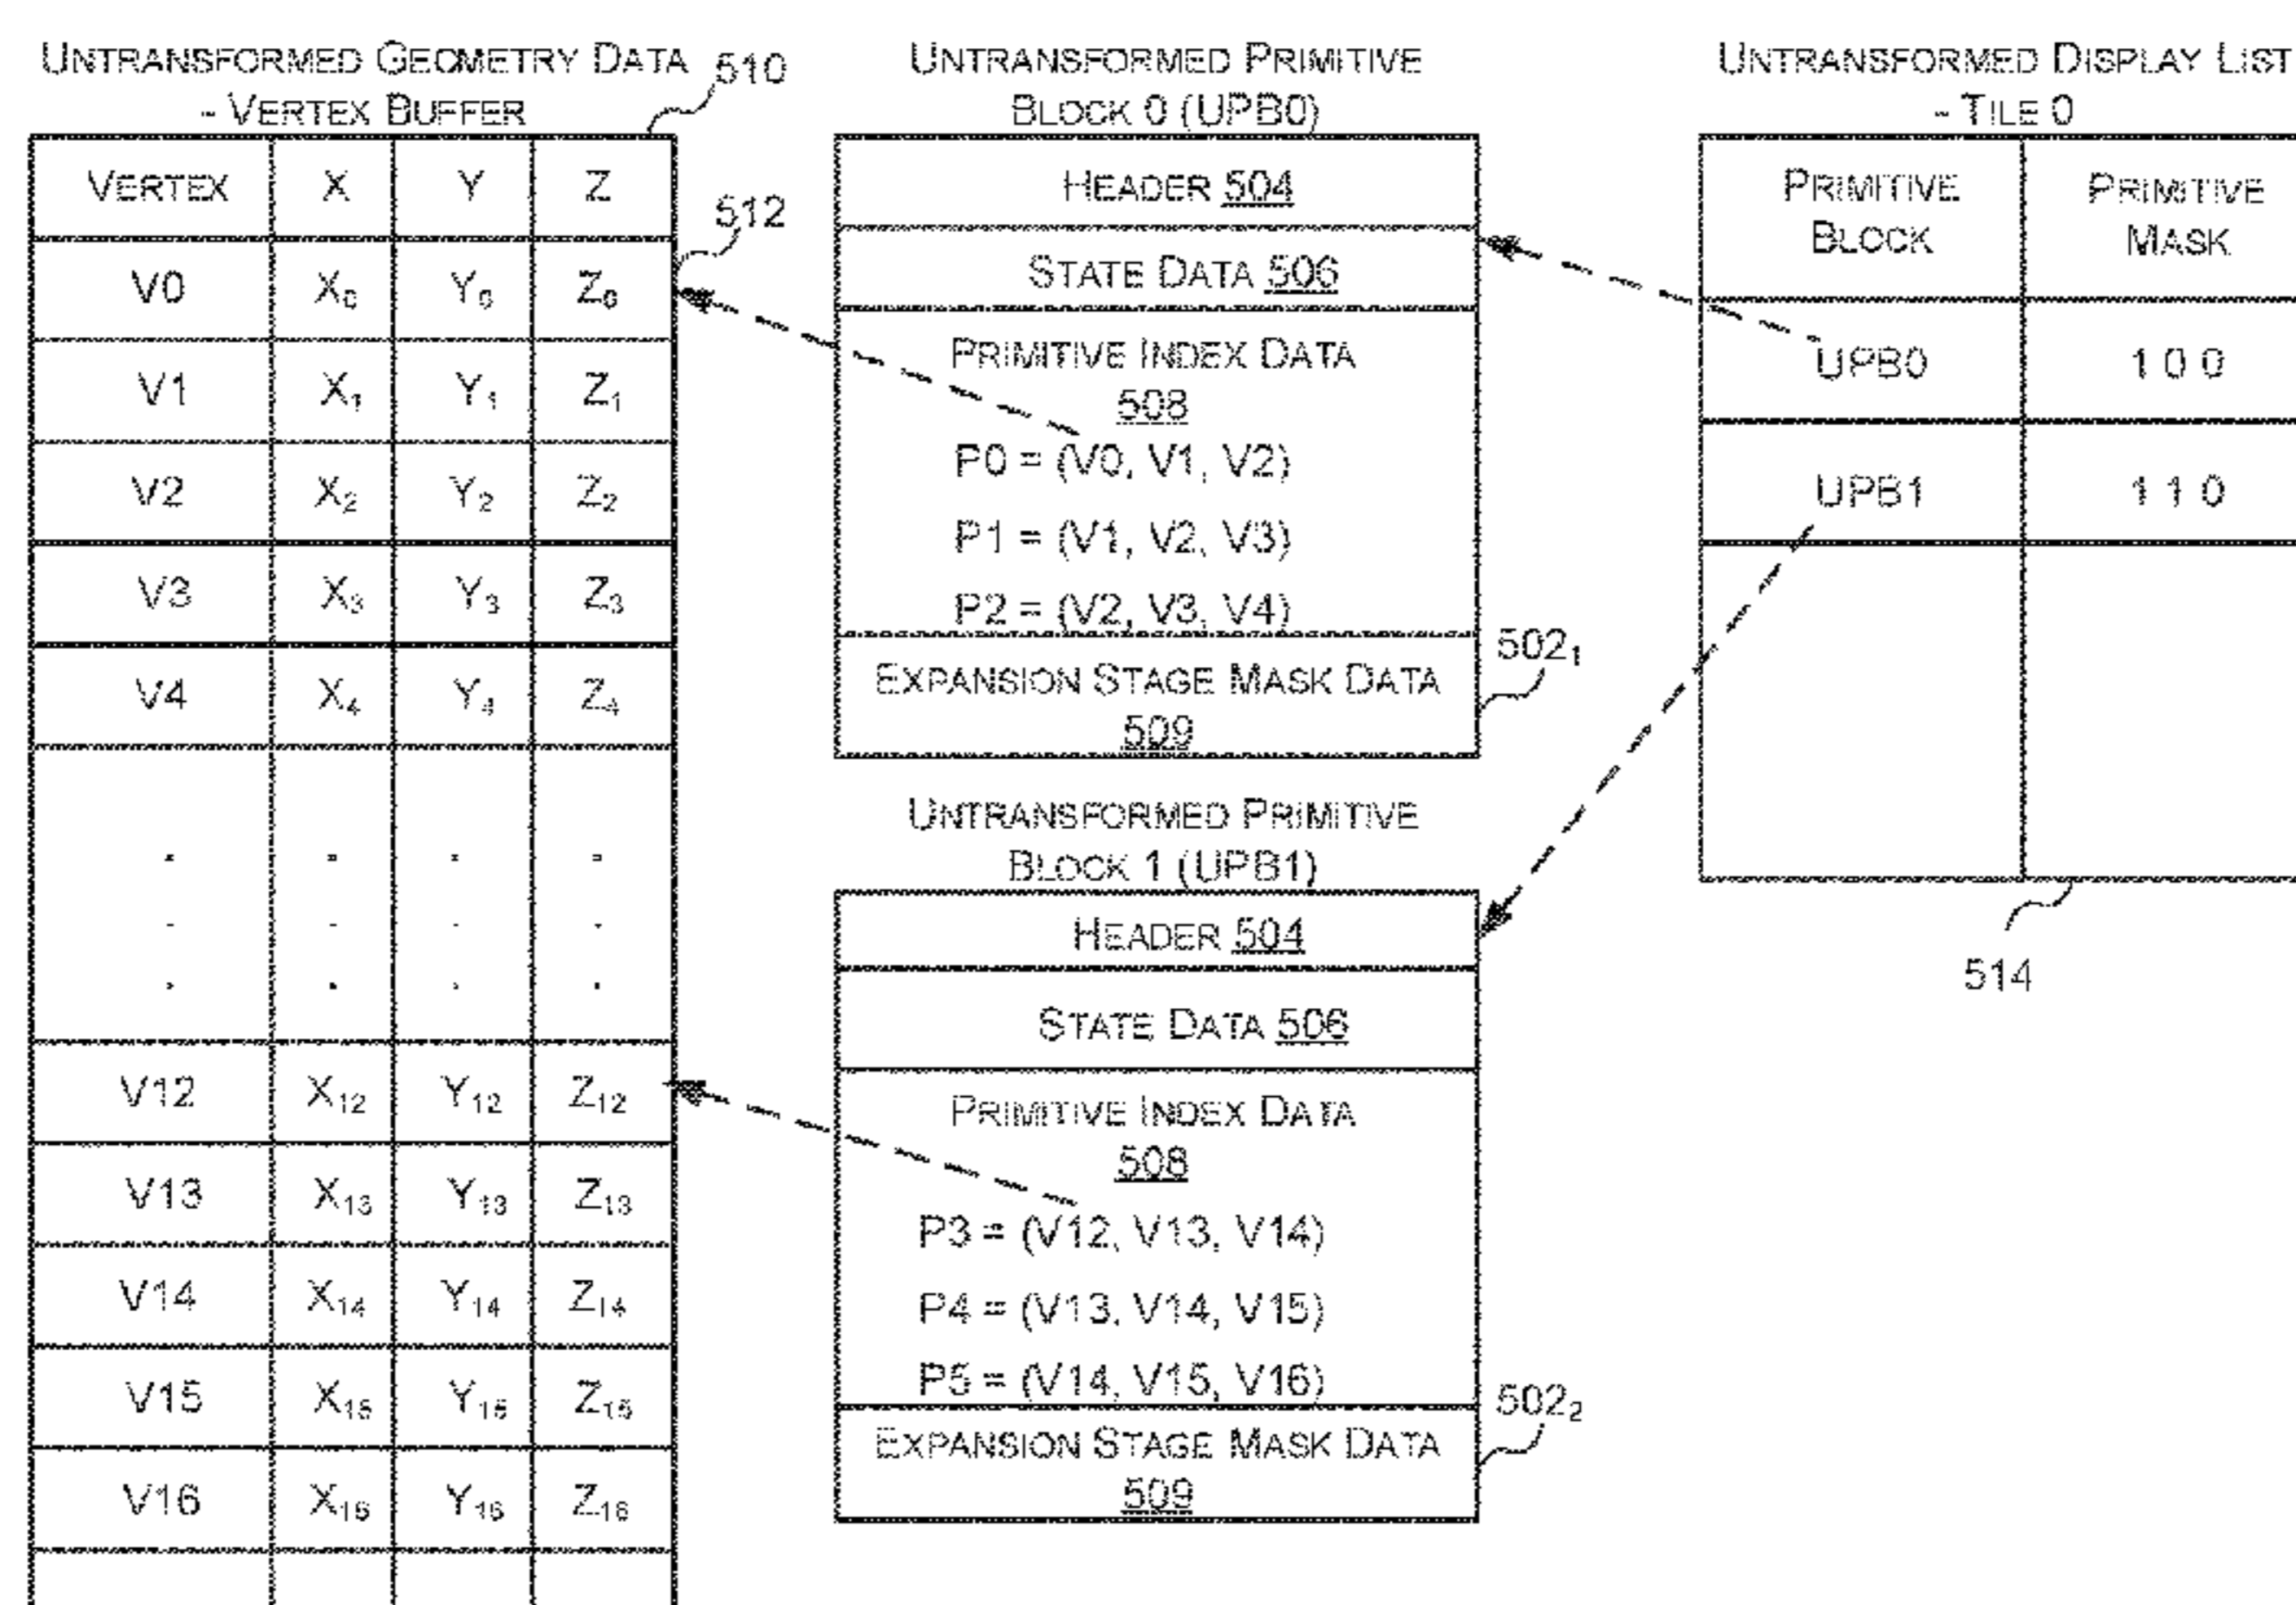 UNTRANSFORMED GEOMETRY DATA
- VERTEX BUFFER
510
VERTEX X Y Z
512
V0 X₀ Y₀ Z₀
V1 X₁ Y₁ Z₁
V2 X₂ Y₂ Z₂
V3 X₃ Y₃ Z₃
V4 X₄ Y₄ Z₄
V12 X₁₂ Y₁₂ Z₁₂
V13 X₁₃ Y₁₃ Z₁₃
V14 X₁₄ Y₁₄ Z₁₄
V15 X₁₅ Y₁₅ Z₁₅
V16 X₁₆ Y₁₆ Z₁₆
UNTRANSFORMED PRIMITIVE
BLOCK 0 (UPB0)
HEADER 504
STATE DATA 506
PRIMITIVE INDEX DATA
508
P0 = (V0, V1, V2)
P1 = (V1, V2, V3)
P2 = (V2, V3, V4)
EXPANSION STAGE MASK DATA
509
502₁
UNTRANSFORMED PRIMITIVE
BLOCK 1 (UPB1)
HEADER 504
STATE DATA 506
PRIMITIVE INDEX DATA
508
P3 = (V12, V13, V14)
P4 = (V13, V14, V15)
P5 = (V14, V15, V16)
EXPANSION STAGE MASK DATA
509
502₂
UNTRANSFORMED DISPLAY LIST
- TILE 0
PRIMITIVE PRIMITIVE
BLOCK MASK
UPB0 1 0 0
UPB1 1 1 0
514